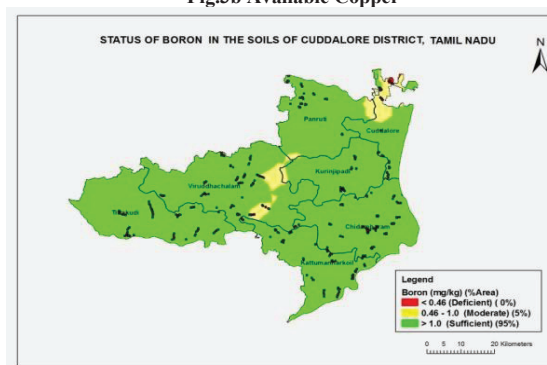 Fig.3b Available Copper
STATUS OF BORON IN THE SOILS OF CUDDALORE DISTRICT, TAMIL NADU
N
Panruti
Cuddalore
Kurinjipadi
Viruddhachalam
Chidambaram
Kattumannarkoil
Legend
Boron (mg/kg) (%Area)
< 0.46 (Deficient) ( 0%)
0.46 - 1.0 (Moderate) (5%)
> 1.0 (Sufficient) (95%)
0 5 10 20 Kilometers